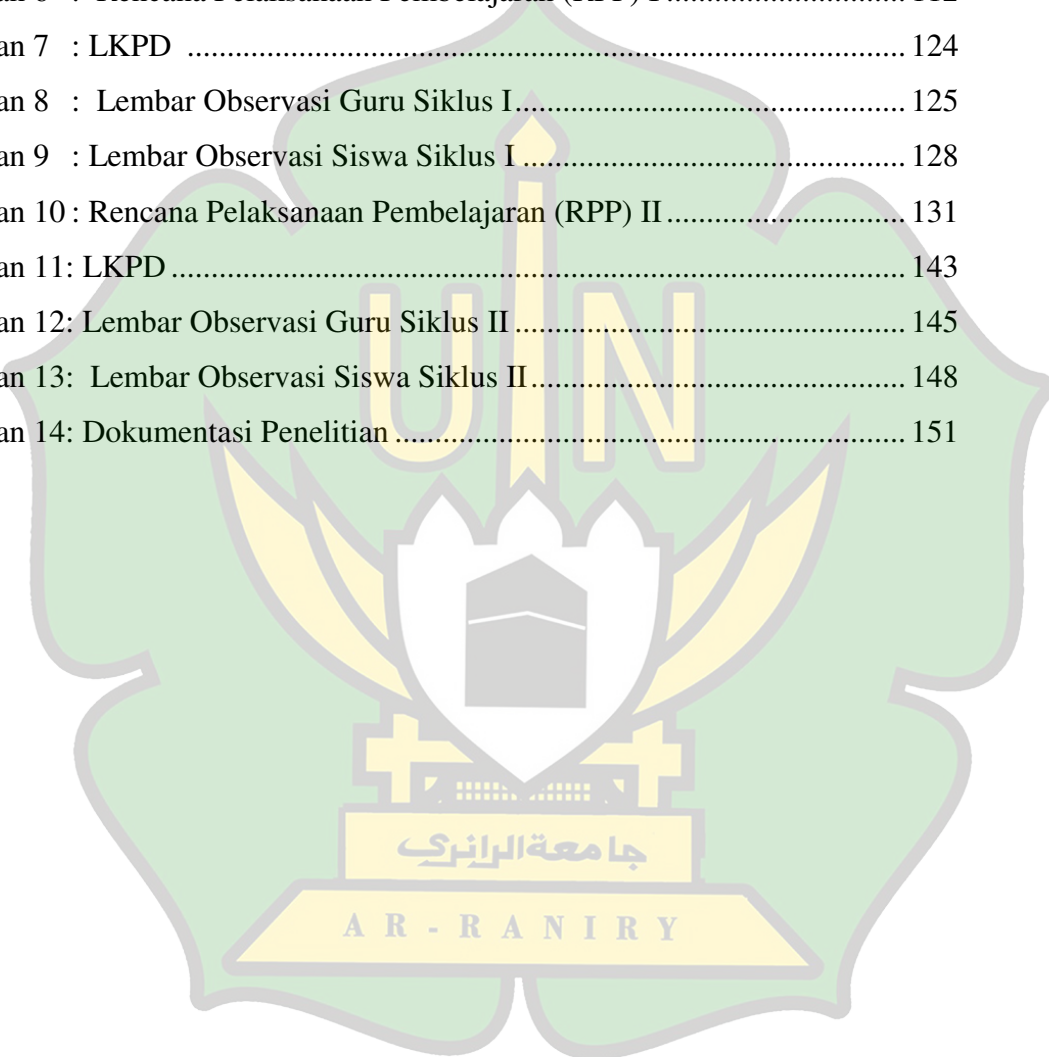 an 7 : LKPD ........................................................................................ 124
an 8 : Lembar Observasi Guru Siklus I ................................................ 125
an 9 : Lembar Observasi Siswa Siklus I ............................................... 128
an 10 : Rencana Pelaksanaan Pembelajaran (RPP) II ............................. 131
an 11: LKPD .......................................................................................... 143
an 12: Lembar Observasi Guru Siklus II ................................................ 145
an 13: Lembar Observasi Siswa Siklus II .............................................. 148
an 14: Dokumentasi Penelitian ............................................................... 151
UIN
جامعةالرانري
AR-RANIRY